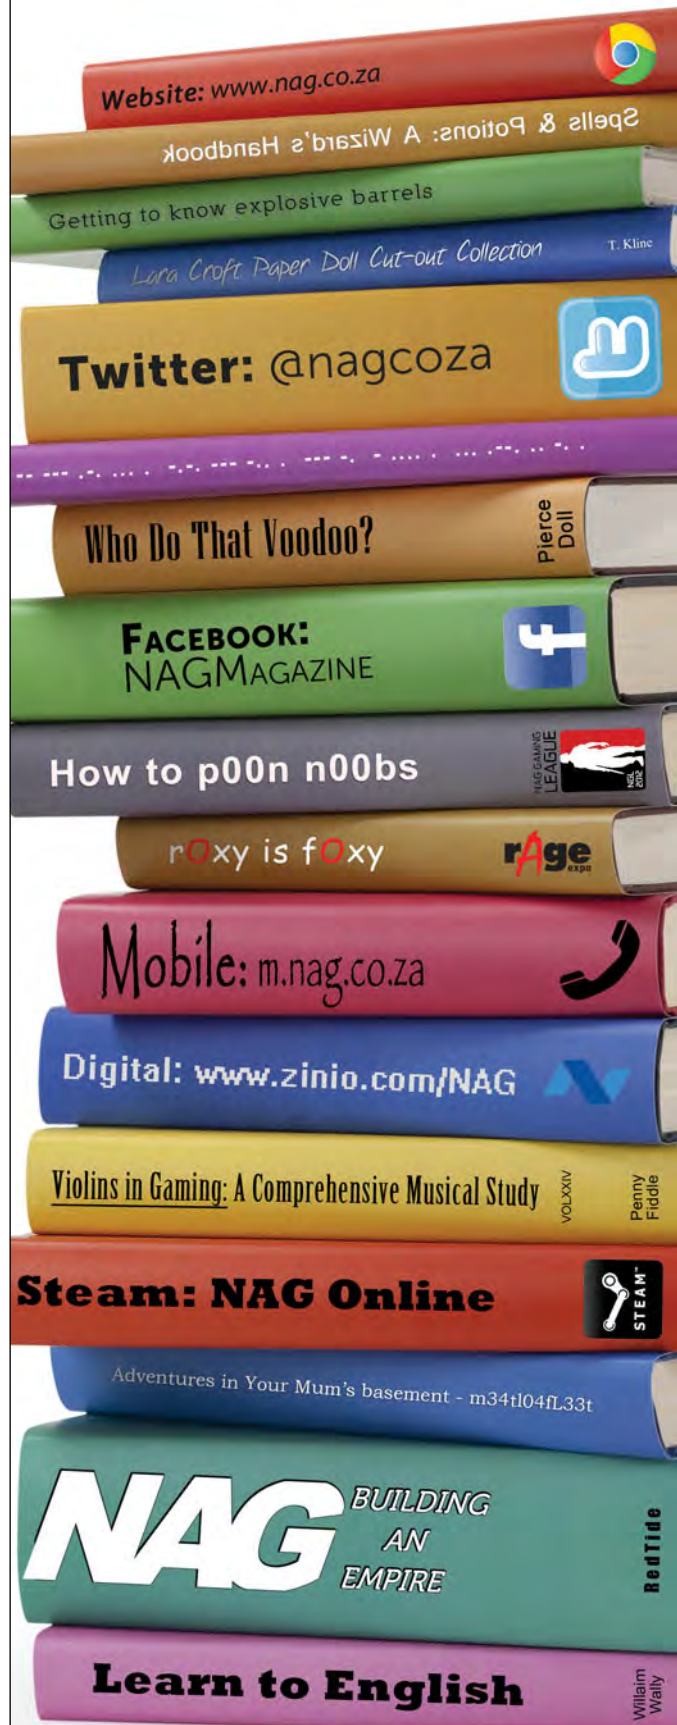 Website: www.nag.co.za
Spells & Potions: A Wizard's Handbook
Getting to know explosive barrels
Lara Croft Paper Doll Cut-out Collection
T. Kline
Twitter: @nagcoza
-- --- .-. ... . -.-. --- -.. . --- -. - .... . ... .--. .. -. .
Who Do That Voodoo?
Pierce
Doll
FACEBOOK:
NAGMAGAZINE
f
How to p00n n00bs
NAG GAMING
LEAGUE
NGL
2012
rOxy is fOxy
rAge
expo
Mobile: m.nag.co.za
Digital: www.zinio.com/NAG
Violins in Gaming: A Comprehensive Musical Study
VOLXXIV
Penny
Fiddle
Steam: NAG Online
STEAM™
Adventures in Your Mum's basement - m34tl04fL33t
NAG
BUILDING
AN
EMPIRE
RedTide
Learn to English
Willaim
Wally